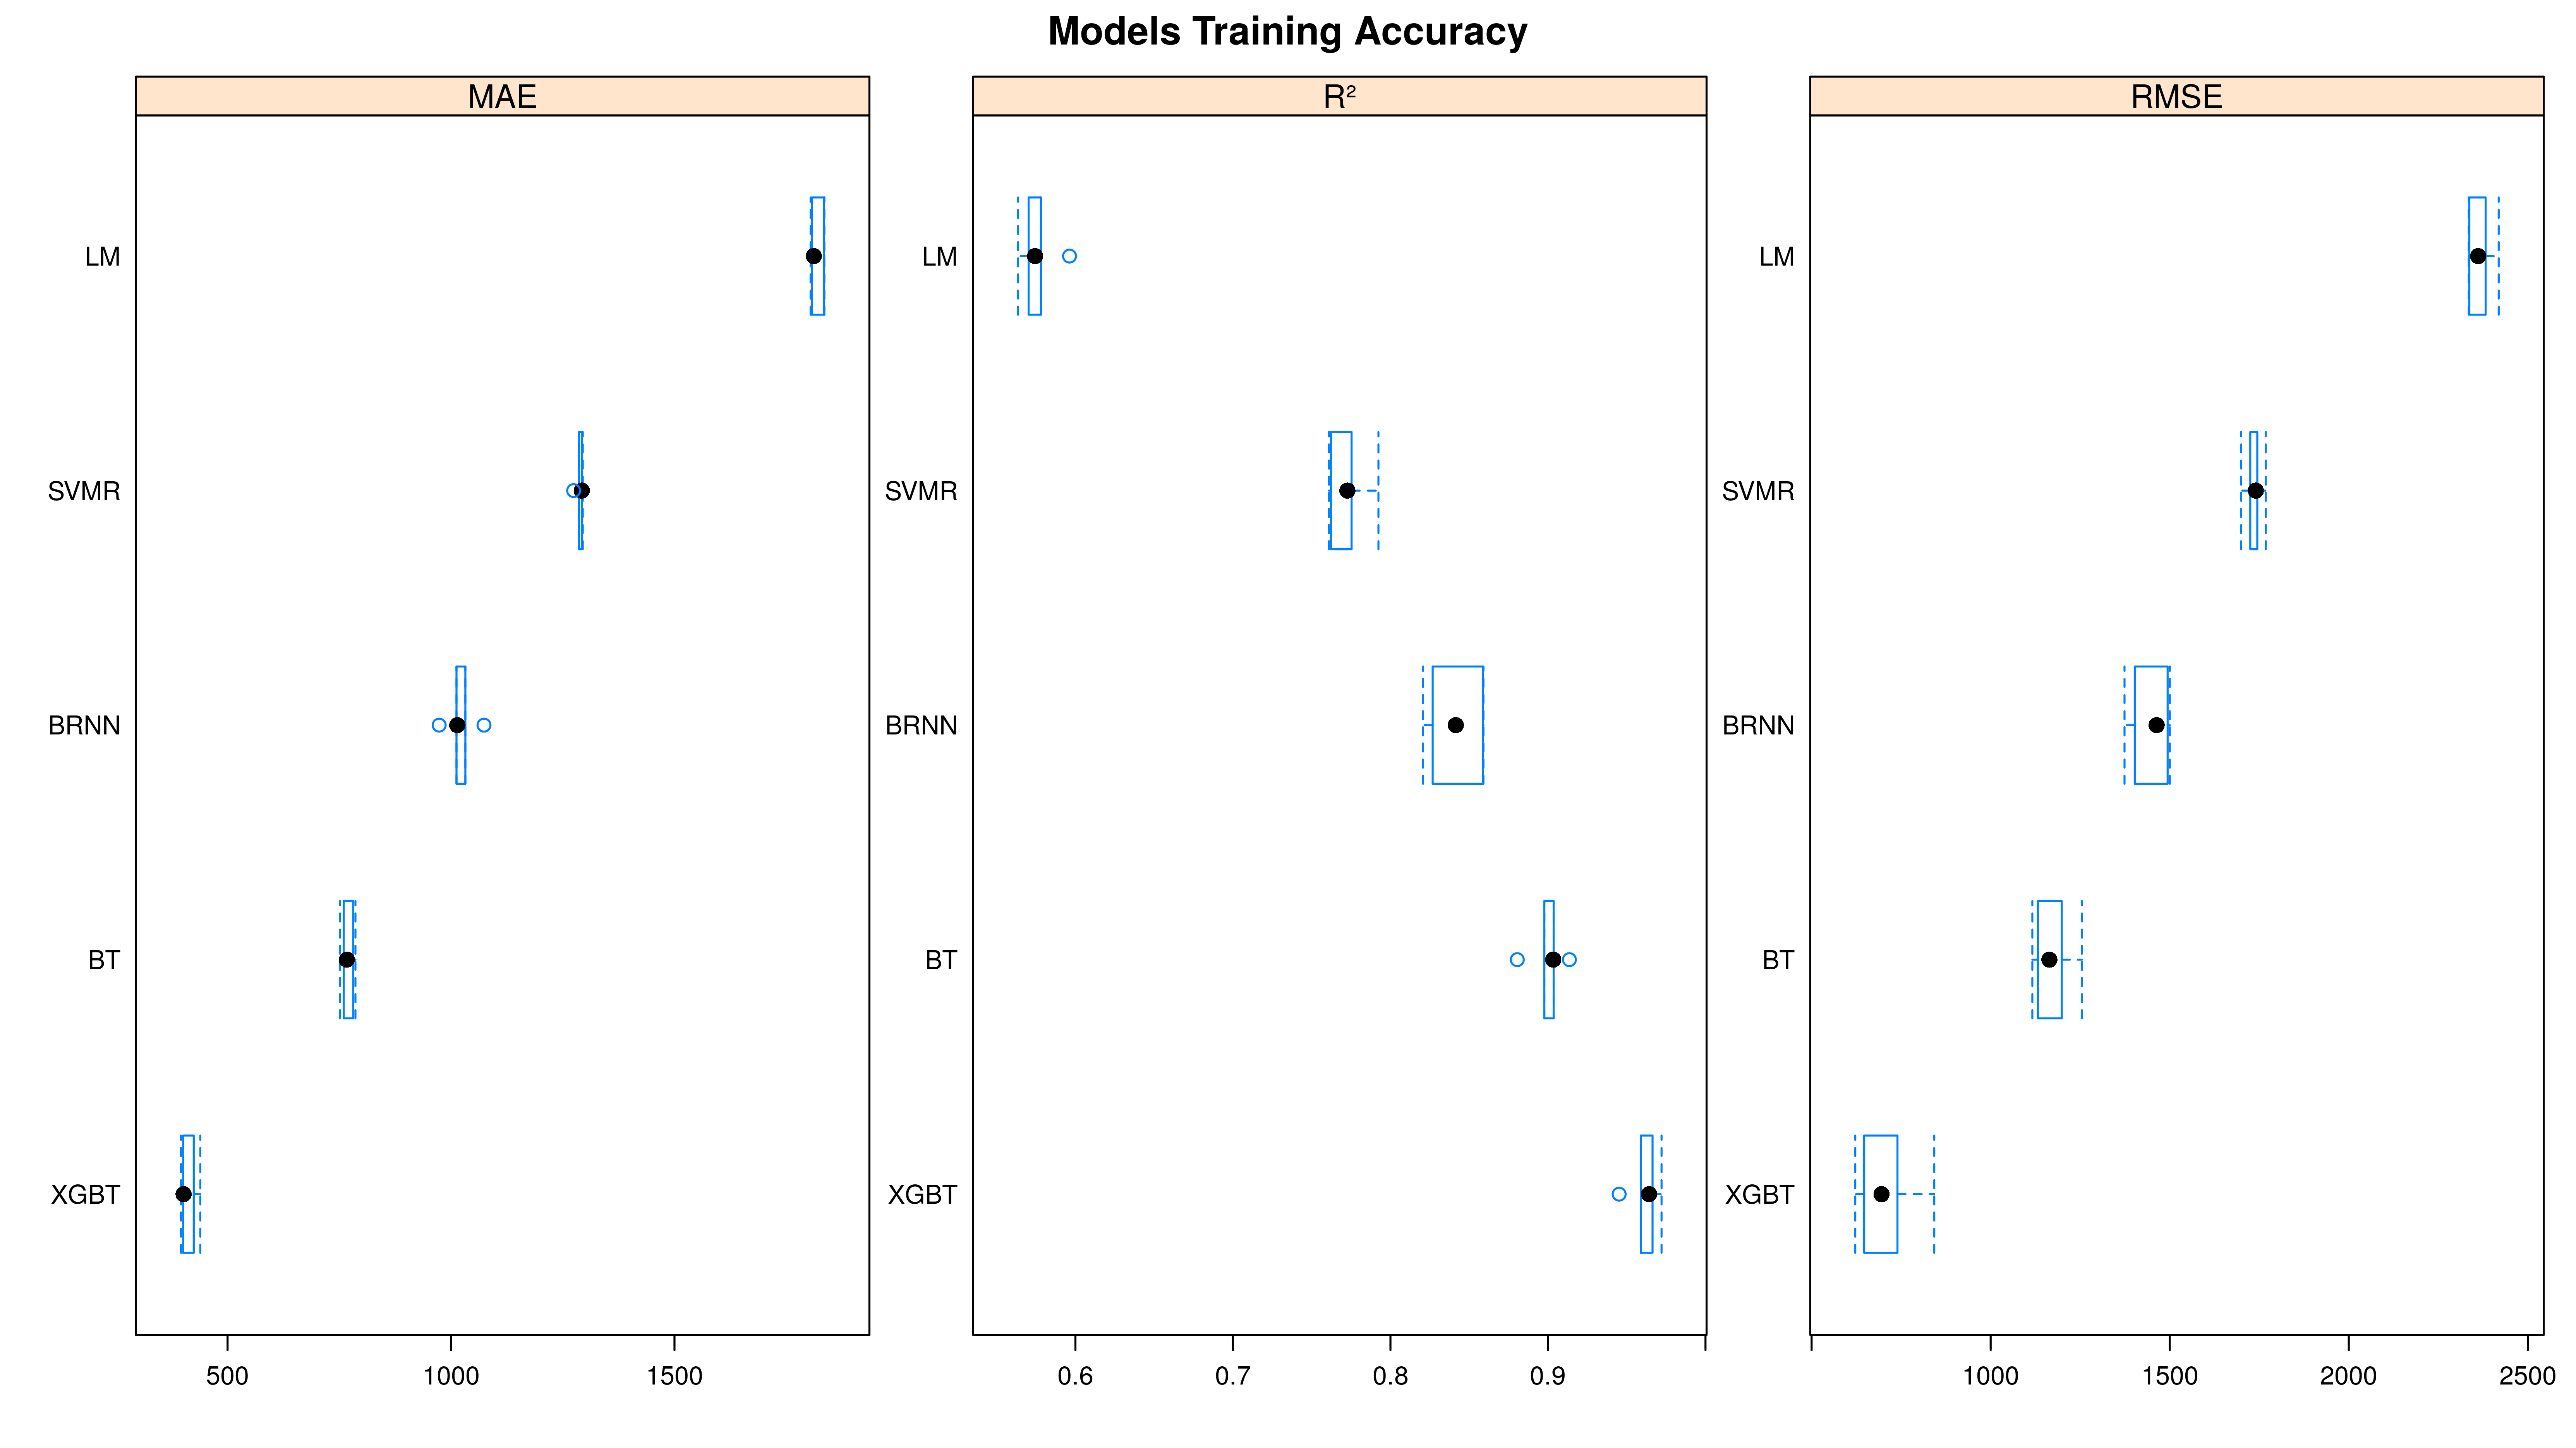 Models Training Accuracy
MAE
R²
RMSE
LM
SVMR
BRNN
BT
XGBT
500 1000 1500
LM
SVMR
BRNN
BT
XGBT
0.6 0.7 0.8 0.9
LM
SVMR
BRNN
BT
XGBT
1000 1500 2000 2500